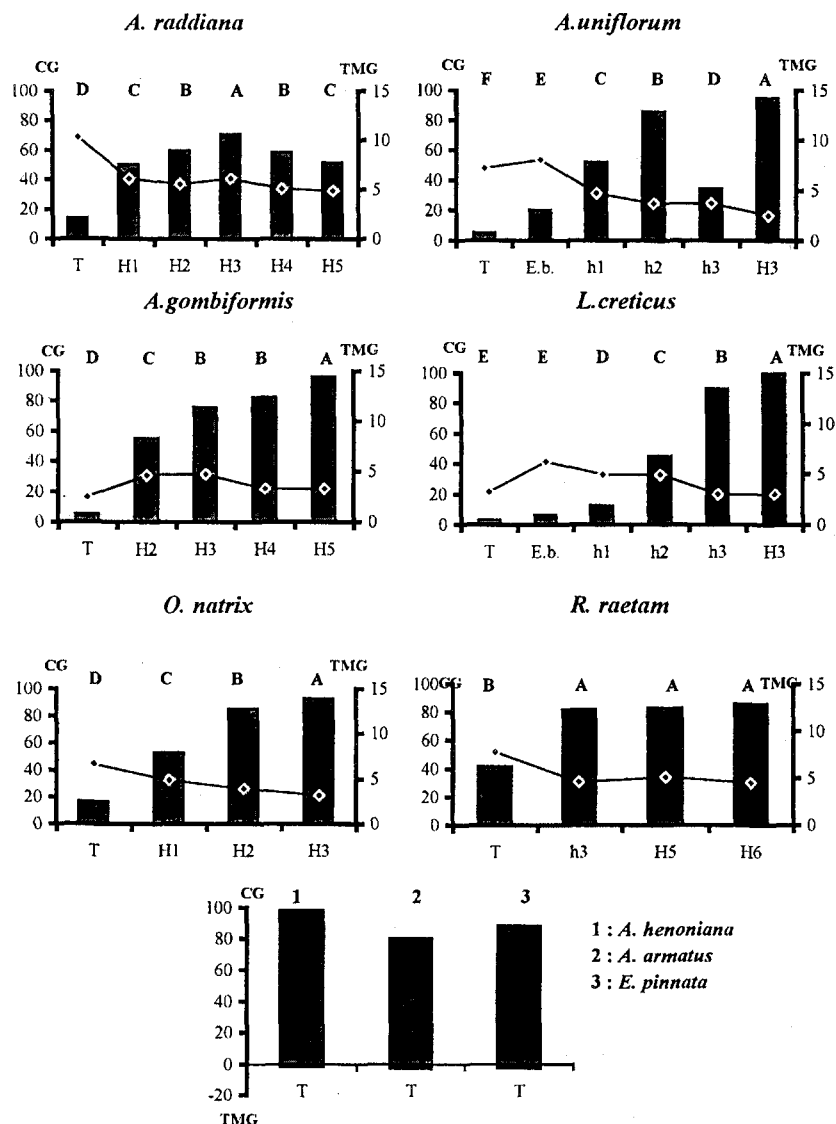 A. raddiana
CG D C B A B C TMG
100 15
80
60 10
40
20 5
0 0
T H1 H2 H3 H4 H5
A.uniflorum
CG F E C B D A TMG
100 15
80
60 10
40
20 5
0 0
T E.b. h1 h2 h3 H3
A.gombiformis
CG D C B B A TMG
100 15
80
60 10
40
20 5
0 0
T H2 H3 H4 H5
L.creticus
CG E E D C B A TMG
100 15
80
60 10
40
20 5
0 0
T E.b. h1 h2 h3 H3
O. natrix
CG D C B A TMG
100 15
80
60 10
40
20 5
0 0
T H1 H2 H3
R. raetam
B A A A TMG
100 15
80
60 10
40
20 5
0 0
T h3 H5 H6
CG 1 2 3
100
80
60
40
20
0
-20
T T T
TMG
1 : A. henoniana
2 : A. armatus
3 : E. pinnata